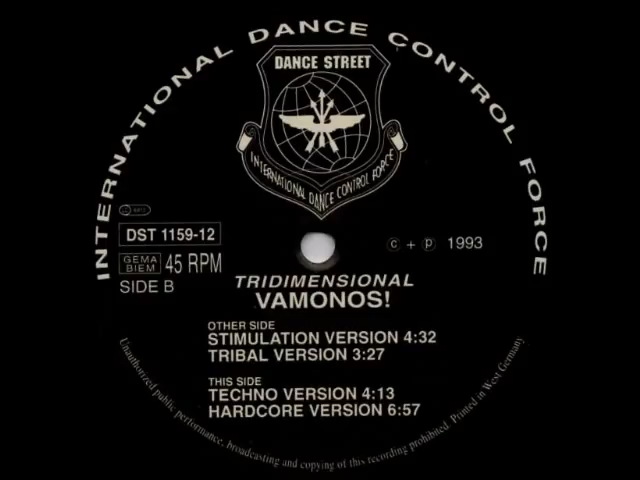 INTERNATIONAL DANCE CONTROL FORCE
DANCE STREET
INTERNATIONAL DANCE CONTROL FORCE
DST 1159-12
GEMA
BIEM
45 RPM
SIDE B
© + ℗ 1993
TRIDIMENSIONAL
VAMONOS!
OTHER SIDE
STIMULATION VERSION 4:32
TRIBAL VERSION 3:27
THIS SIDE
TECHNO VERSION 4:13
HARDCORE VERSION 6:57
Unauthorized public performance, broadcasting and copying of this recording prohibited. Printed in West Germany